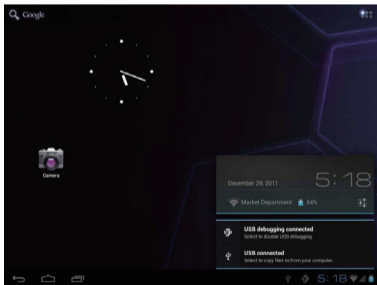 Google
Camera
5:18
December 29, 2011
Market Department 64%
USB debugging connected
Select to disable USB debugging.
USB connected
Select to copy files to/from your computer.
5:18